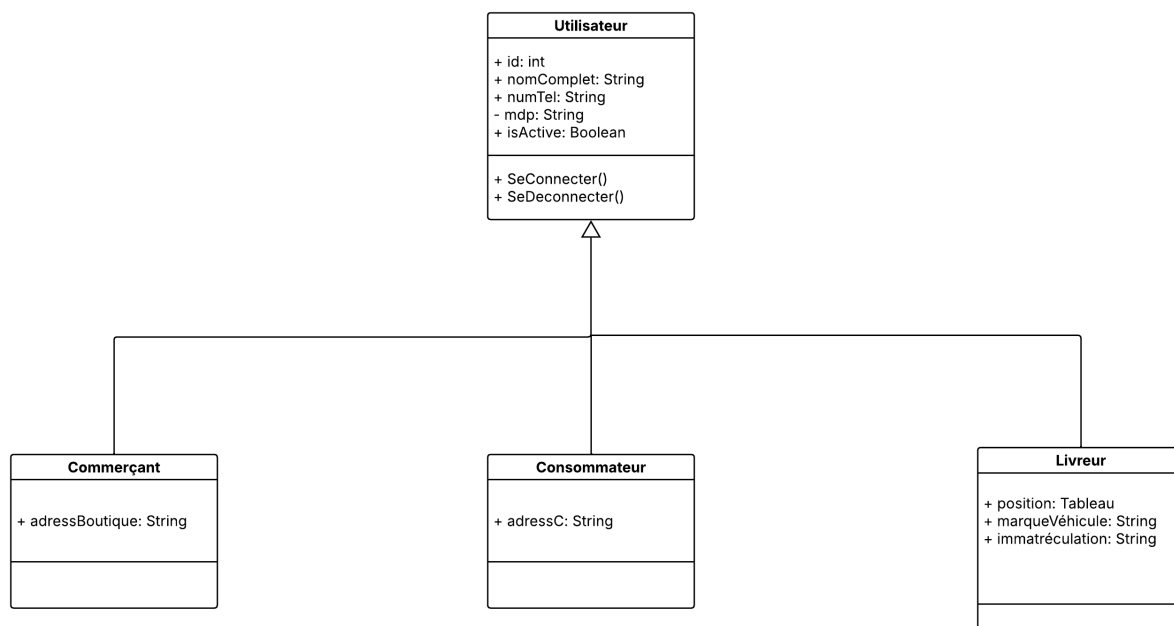 Utilisateur
+ id: int
+ nomComplet: String
+ numTel: String
- mdp: String
+ isActive: Boolean
+ SeConnecter()
+ SeDeconnecter()
Commerçant
+ adressBoutique: String
Consommateur
+ adressC: String
Livreur
+ position: Tableau
+ marqueVéhicule: String
+ immatréculation: String